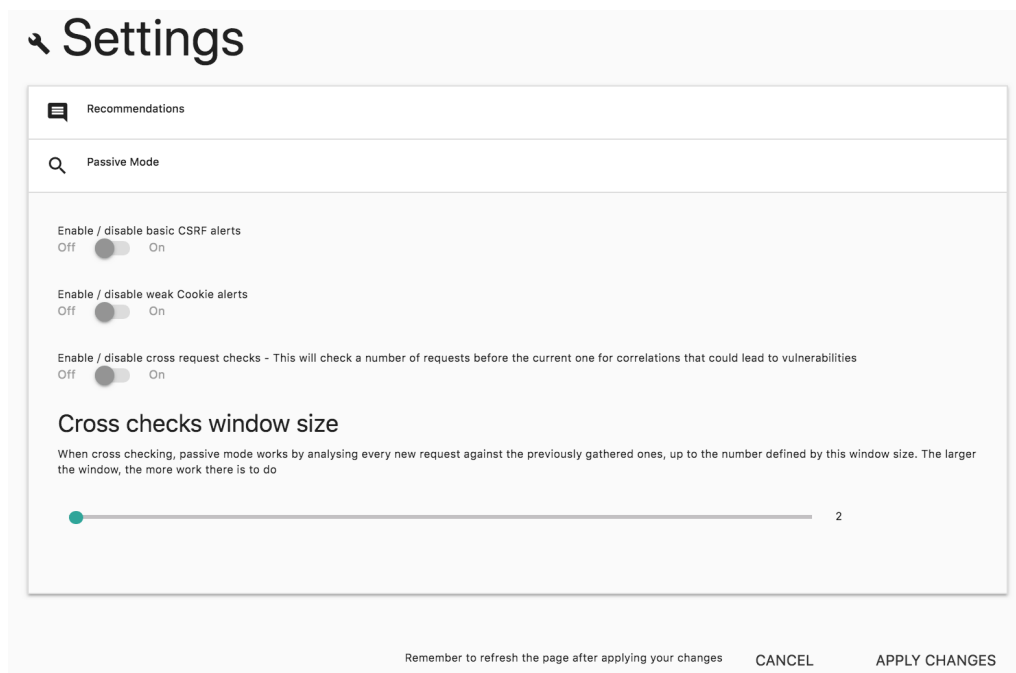 Settings
Recommendations
Passive Mode
Enable / disable basic CSRF alerts
Off On
Enable / disable weak Cookie alerts
Off On
Enable / disable cross request checks - This will check a number of requests before the current one for correlations that could lead to vulnerabilities
Off On
Cross checks window size
When cross checking, passive mode works by analysing every new request against the previously gathered ones, up to the number defined by this window size. The larger
the window, the more work there is to do
2
Remember to refresh the page after applying your changes CANCEL APPLY CHANGES